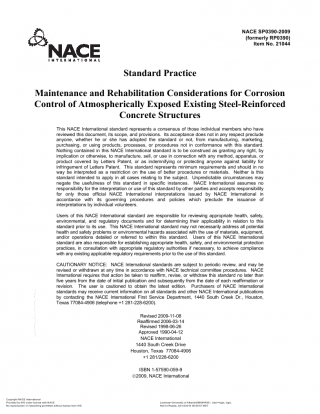 NACE SP0390-2009
(formerly RP0390)
Item No. 21044
NACE
INTERNATIONAL
Standard Practice
Maintenance and Rehabilitation Considerations for Corrosion
Control of Atmospherically Exposed Existing Steel-Reinforced
Concrete Structures
This NACE International standard represents a consensus of those individual members who have
reviewed this document, its scope, and provisions. Its acceptance does not in any respect preclude
anyone, whether he or she has adopted the standard or not, from manufacturing, marketing,
purchasing, or using products, processes, or procedures not in conformance with this standard.
Nothing contained in this NACE International standard is to be construed as granting any right, by
implication or otherwise, to manufacture, sell, or use in connection with any method, apparatus, or
product covered by Letters Patent, or as indemnifying or protecting anyone against liability for
infringement of Letters Patent. This standard represents minimum requirements and should in no
way be interpreted as a restriction on the use of better procedures or materials. Neither is this
standard intended to apply in all cases relating to the subject. Unpredictable circumstances may
negate the usefulness of this standard in specific instances. NACE International assumes no
responsibility for the interpretation or use of this standard by other parties and accepts responsibility
for only those official NACE International interpretations issued by NACE International in
accordance with its governing procedures and policies which preclude the issuance of
interpretations by individual volunteers.
Users of this NACE International standard are responsible for reviewing appropriate health, safety,
environmental, and regulatory documents and for determining their applicability in relation to this
standard prior to its use. This NACE International standard may not necessarily address all potential
health and safety problems or environmental hazards associated with the use of materials, equipment,
and/or operations detailed or referred to within this standard. Users of this NACE International
standard are also responsible for establishing appropriate health, safety, and environmental protection
practices, in consultation with appropriate regulatory authorities if necessary, to achieve compliance
with any existing applicable regulatory requirements prior to the use of this standard.
CAUTIONARY NOTICE: NACE International standards are subject to periodic review, and may be
revised or withdrawn at any time in accordance with NACE technical committee procedures. NACE
International requires that action be taken to reaffirm, revise, or withdraw this standard no later than
five years from the date of initial publication and subsequently from the date of each reaffirmation or
revision. The user is cautioned to obtain the latest edition. Purchasers of NACE International
standards may receive current information on all standards and other NACE International publications
by contacting the NACE International First Service Department, 1440 South Creek Dr., Houston,
Texas 77084-4906 (telephone +1 281-228-6200).
Revised 2009-11-06
Reaffirmed 2006-03-14
Revised 1998-06-26
Approved 1990-04-12
NACE International
1440 South Creek Drive
Houston, Texas 77084-4906
+1 281/228-6200
ISBN 1-57590-059-9
©2009, NACE International